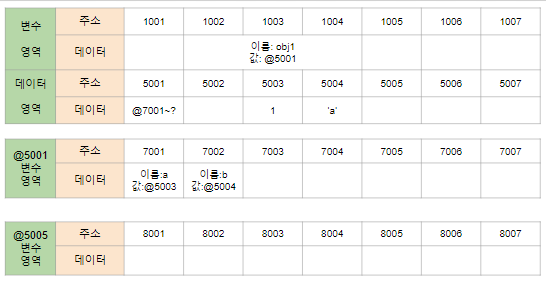 변수 영역 주소 1001 1002 1003 1004 1005 1006 1007
데이터 이름: obj1 값: @5001
데이터 영역 주소 5001 5002 5003 5004 5005 5006 5007
데이터 @7001~? 1 'a'
@5001 변수 영역 주소 7001 7002 7003 7004 7005 7006 7007
데이터 이름:a 값:@5003 이름:b 값:@5004
@5005 변수 영역 주소 8001 8002 8003 8004 8005 8006 8007
데이터